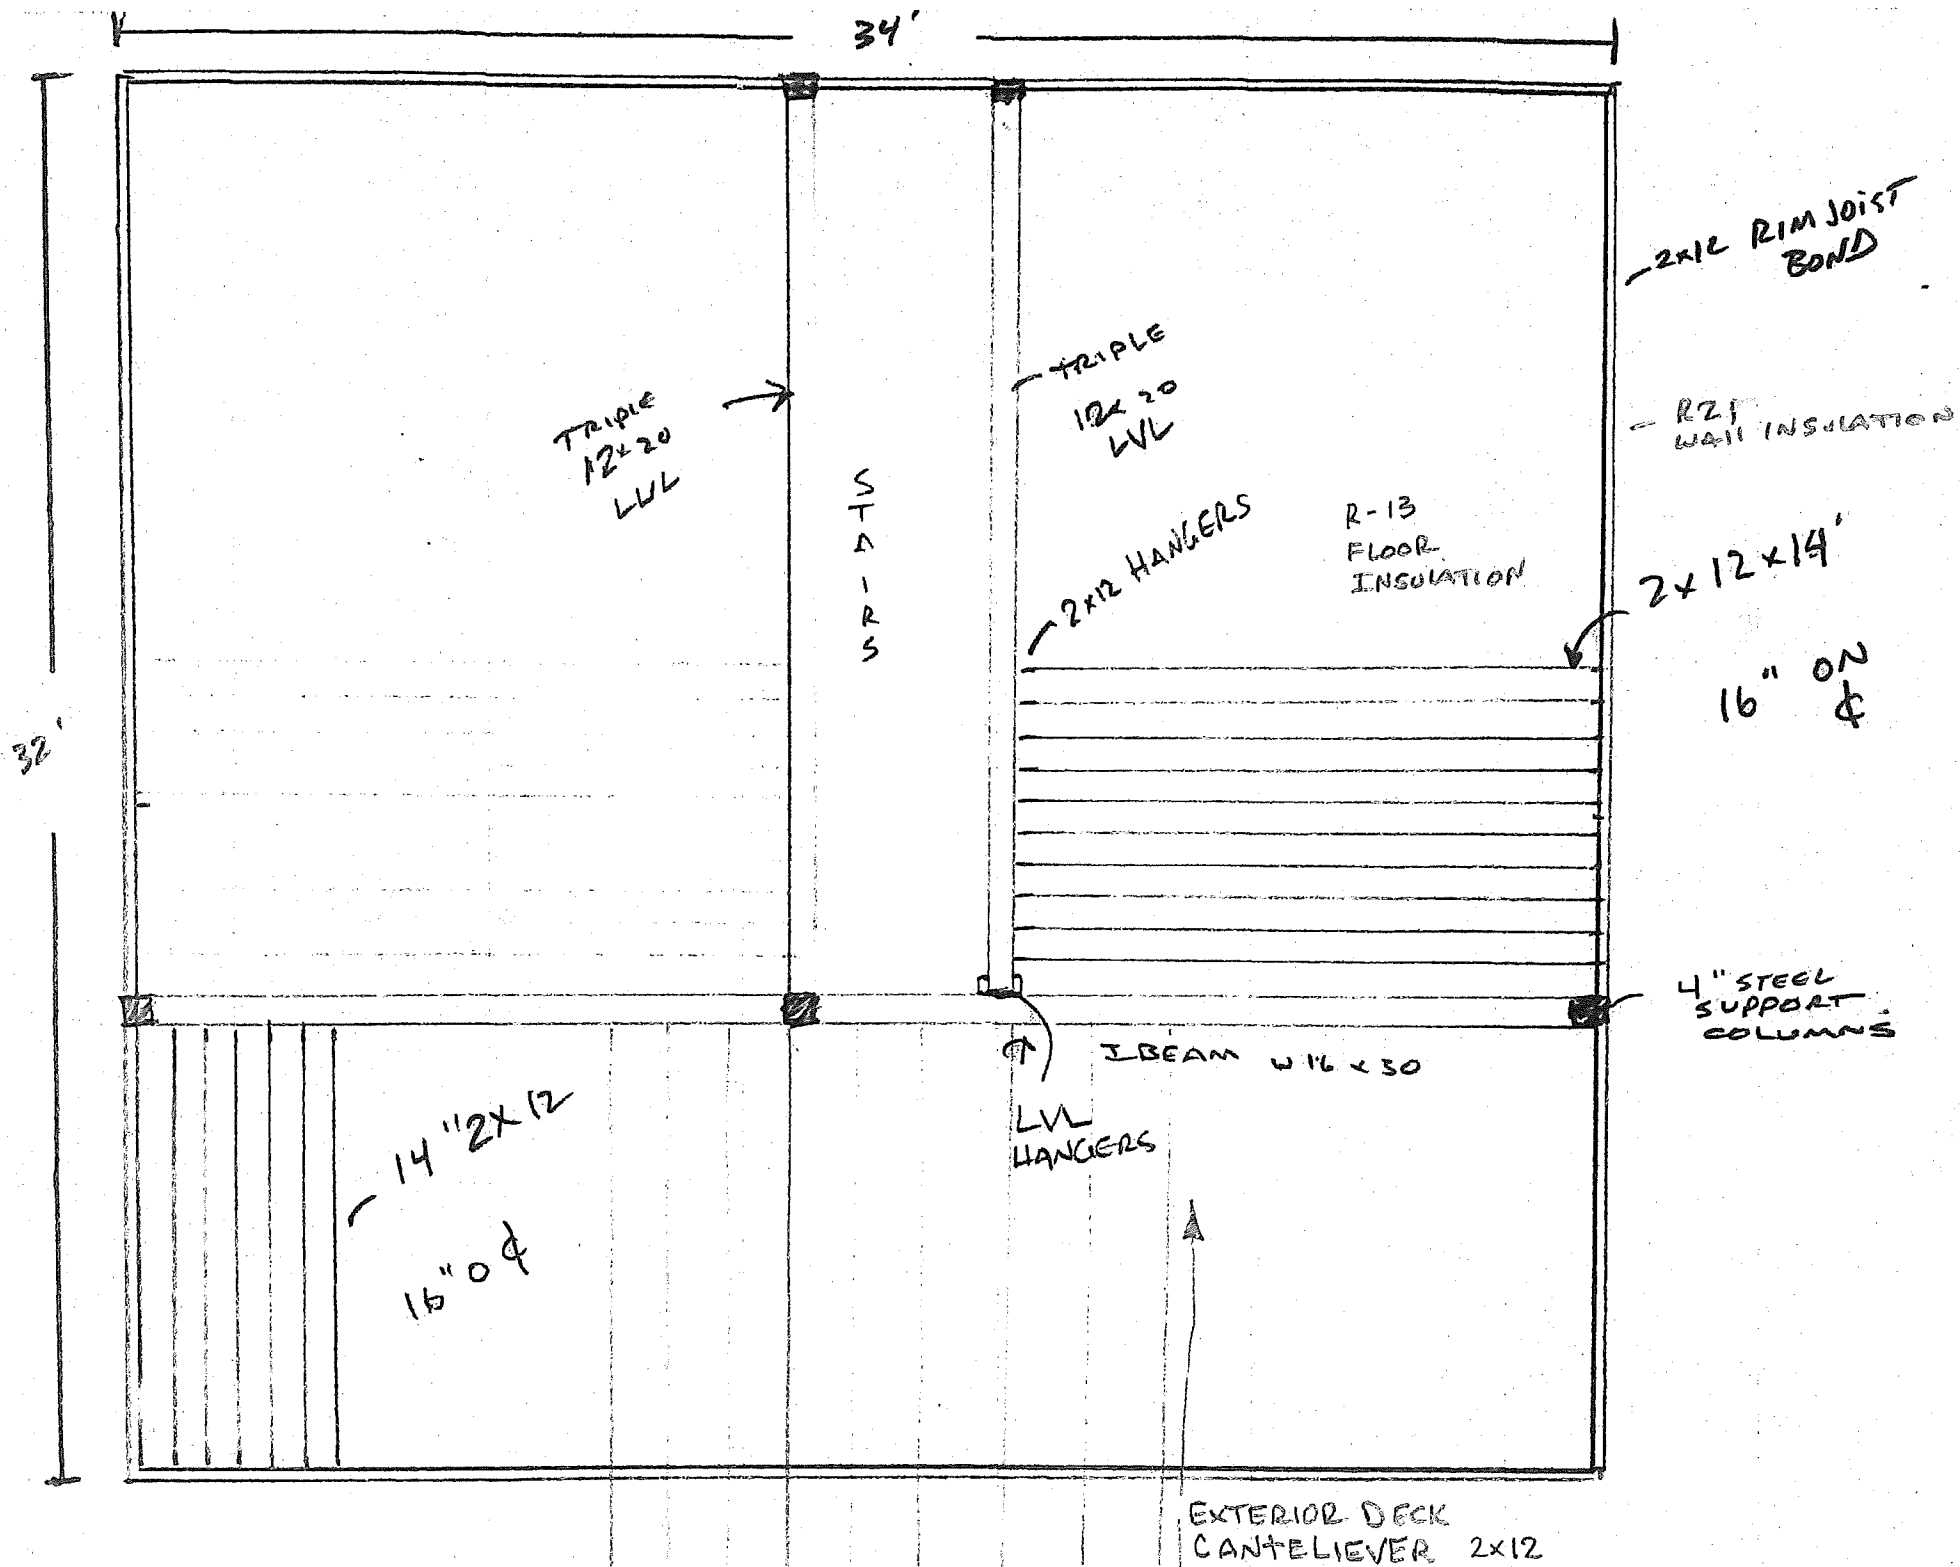 34'
2x12 RIM JOIST
BOND
TRIPLE
12x20
LVL
TRIPLE
12x20
LVL
R21
WAll INSULATION
S
T
A
I
R
S
2x12 HANGERS
R-13
FLOOR
INSULATION
2x12x14'
16" ON
℄
32'
4" STEEL
SUPPORT
COLUMNS
I BEAM W16x30
LVL
HANGERS
14" 2x12
16" O ℄
EXTERIOR DECK
CANTELIEVER 2x12